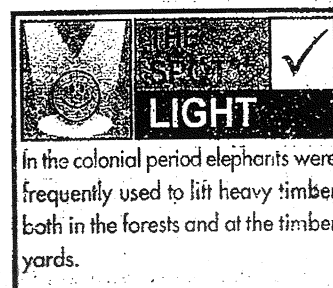 THE
SPOT
LIGHT
In the colonial period elephants were
frequently used to lift heavy timber
both in the forests and at the timber
yards.